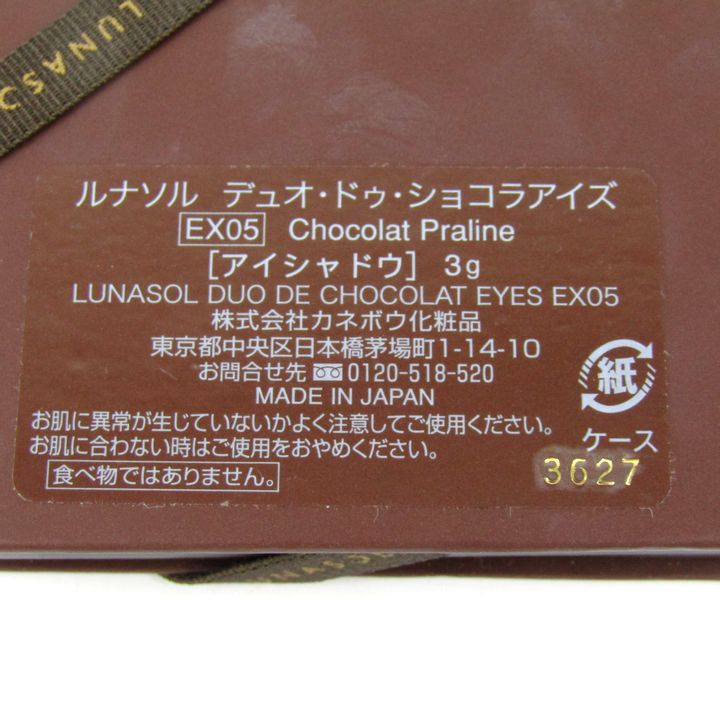 LUNASO
ルナソル デュオ・ドゥ・ショコラアイズ
EX05 Chocolat Praline
[アイシャドウ] 3g
LUNASOL DUO DE CHOCOLAT EYES EX05
株式会社カネボウ化粧品
東京都中央区日本橋茅場町1-14-10
お問合せ先 0120-518-520
MADE IN JAPAN
お肌に異常が生じていないかよく注意してご使用ください。
お肌に合わない時はご使用をおやめください。
食べ物ではありません。
紙
ケース
3627
UNASO